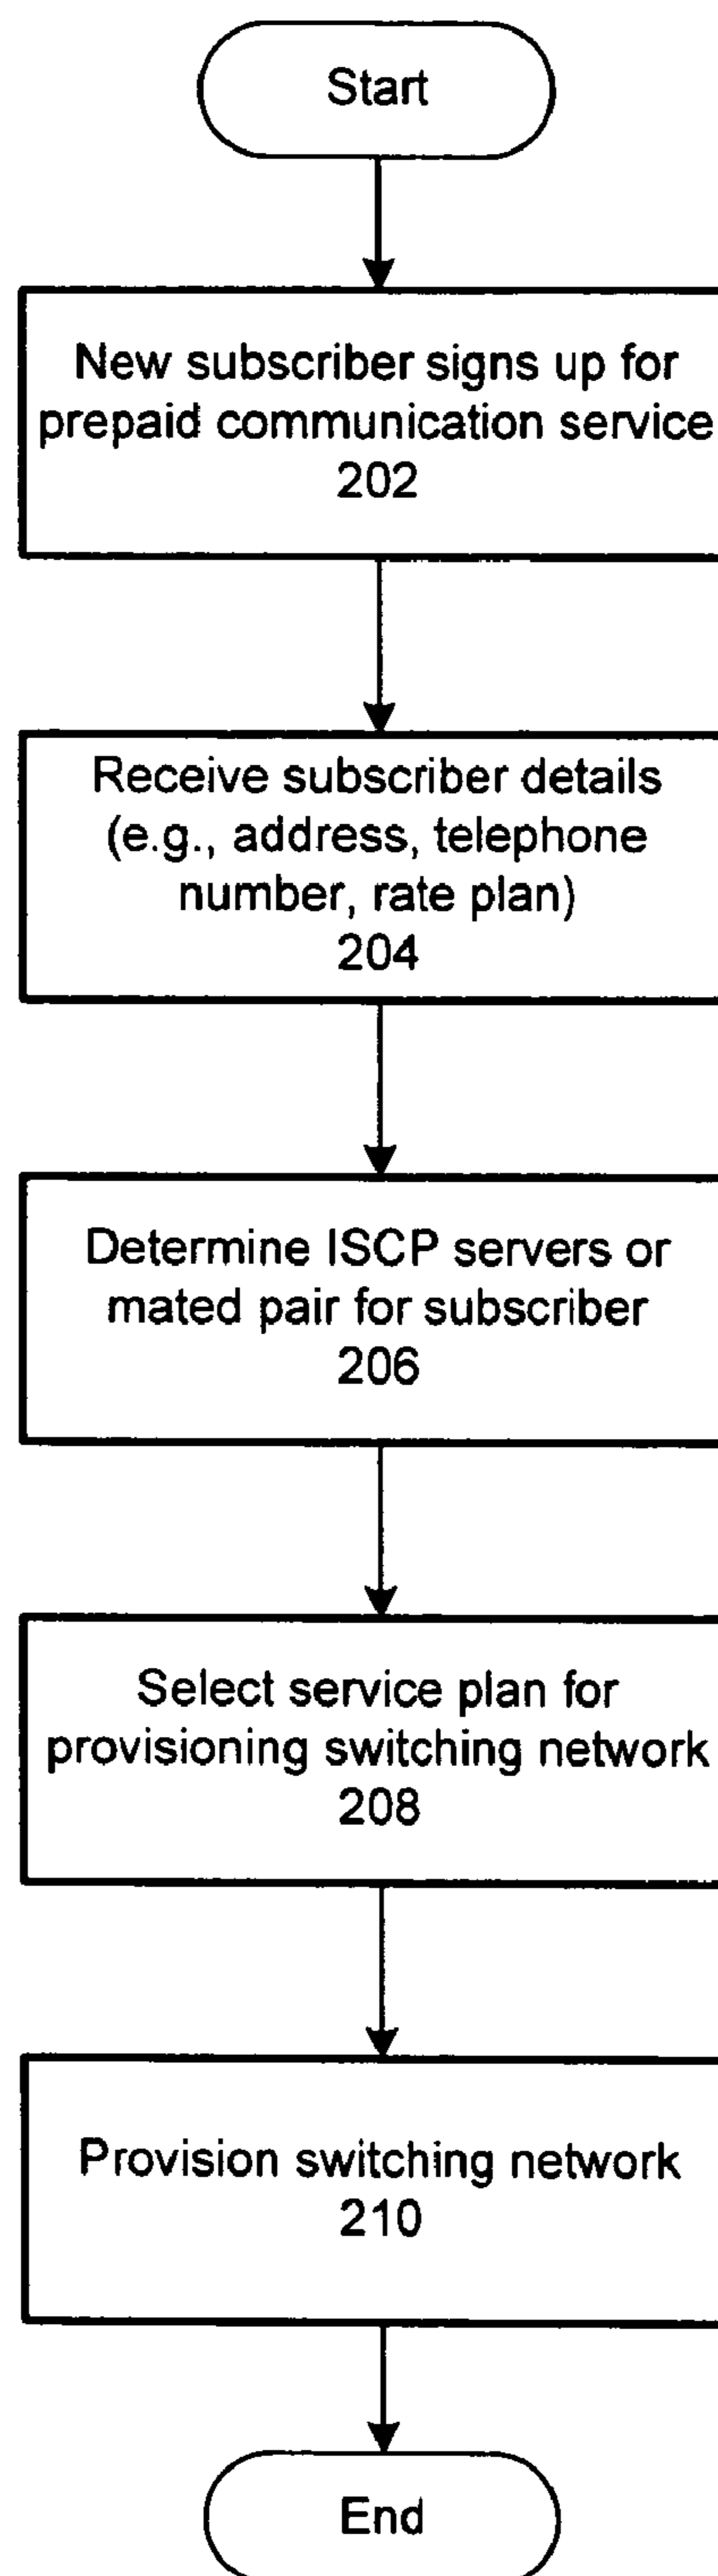 Start
New subscriber signs up for
prepaid communication service
202
Receive subscriber details
(e.g., address, telephone
number, rate plan)
204
Determine ISCP servers or
mated pair for subscriber
206
Select service plan for
provisioning switching network
208
Provision switching network
210
End